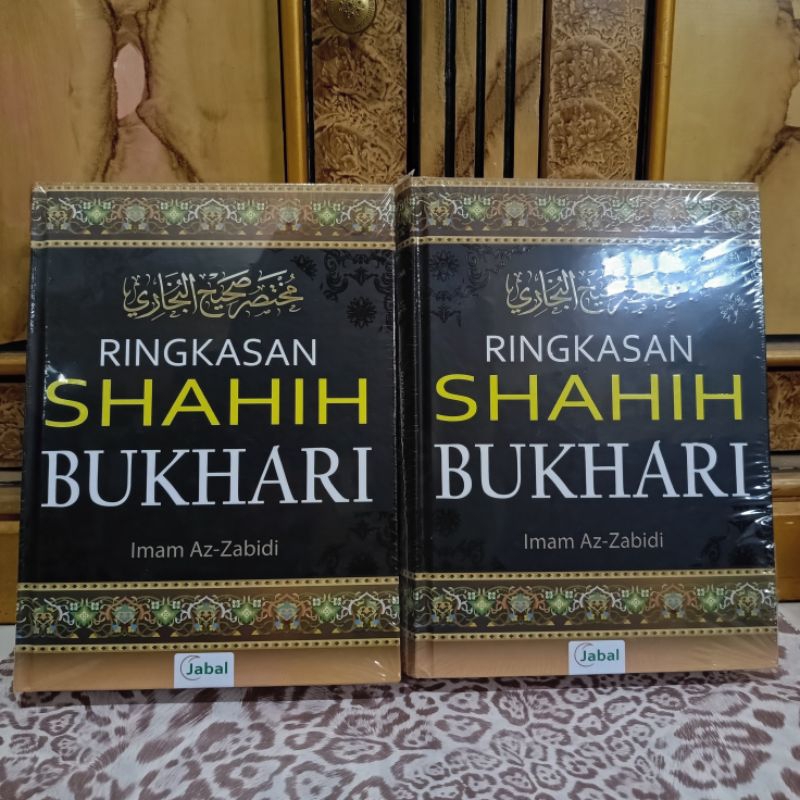 مختصر صحيح البخاري
RINGKASAN
SHAHIH
BUKHARI
Imam Az-Zabidi
Jabal
مختصر صحيح البخاري
RINGKASAN
SHAHIH
BUKHARI
Imam Az-Zabidi
Jabal